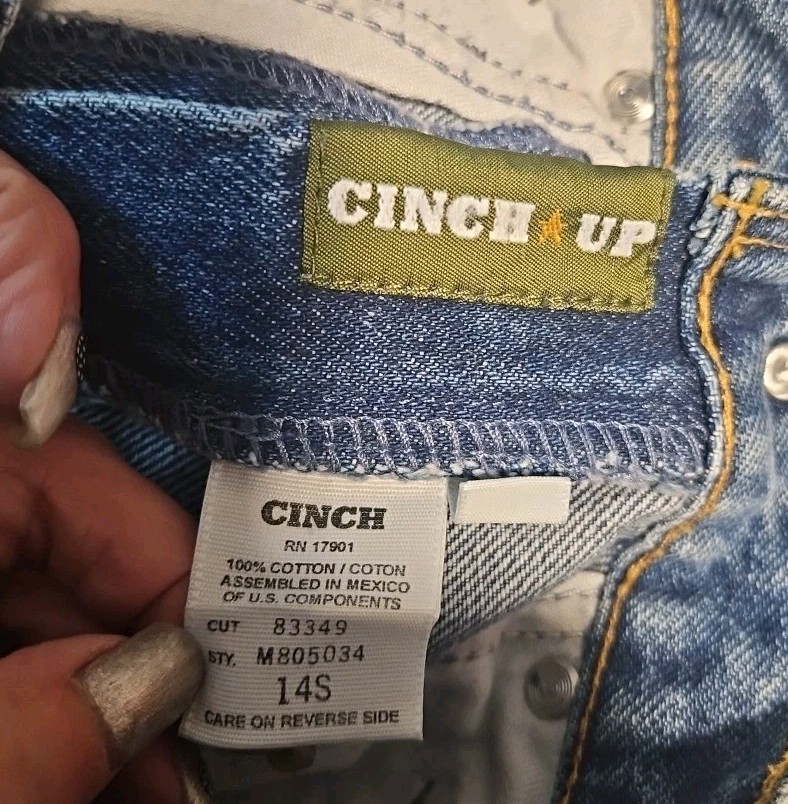 CINCH UP
CINCH
RN 17901
100% COTTON / COTON
ASSEMBLED IN MEXICO
OF U.S. COMPONENTS
CUT 83349
STY. M805034
14S
CARE ON REVERSE SIDE